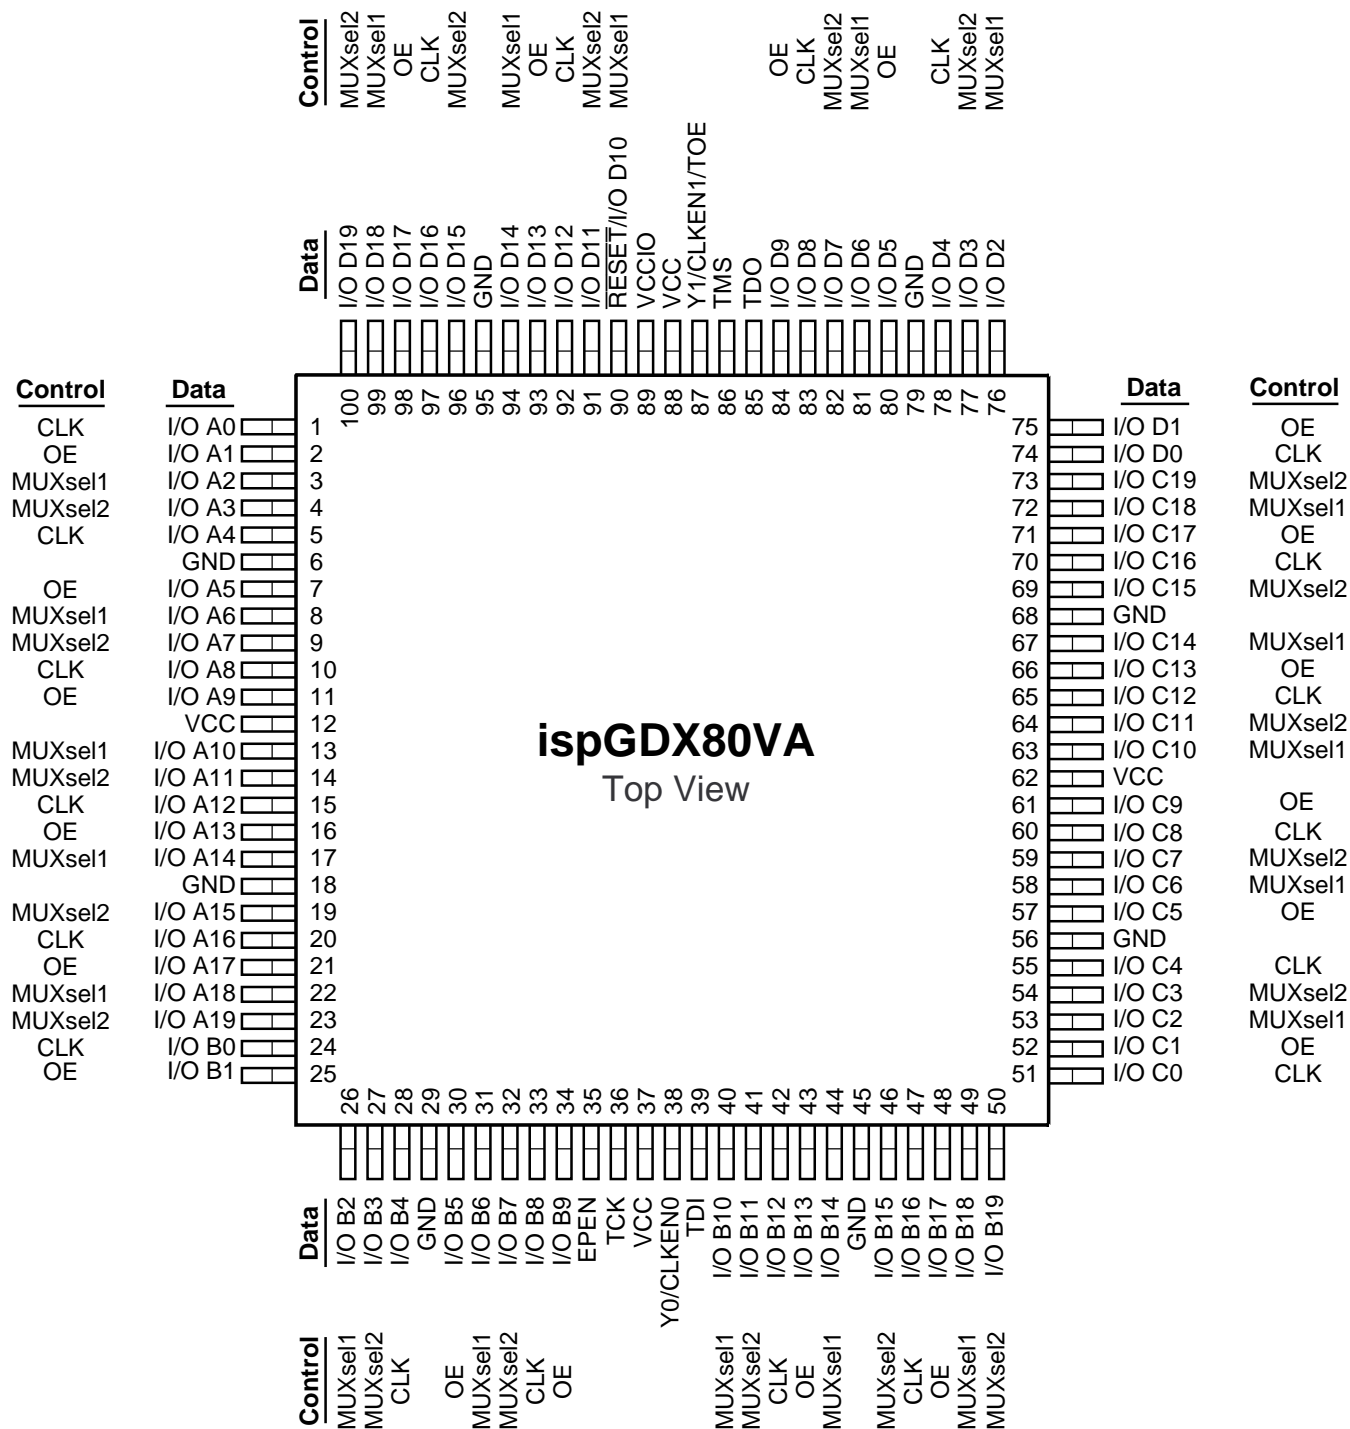 Control
MUXsel2
MUXsel1
OE
CLK
MUXsel2
MUXsel1
OE
CLK
MUXsel2
MUXsel1
OE
CLK
MUXsel2
MUXsel1
OE
CLK
MUXsel2
MUXsel1
Data
I/O D19
I/O D18
I/O D17
I/O D16
I/O D15
GND
I/O D14
I/O D13
I/O D12
I/O D11
RESET/I/O D10
VCCIO
VCC
Y1/CLKEN1/TOE
TMS
TDO
I/O D9
I/O D8
I/O D7
I/O D6
I/O D5
GND
I/O D4
I/O D3
I/O D2
100
99
98
97
96
95
94
93
92
91
90
89
88
87
86
85
84
83
82
81
80
79
78
77
76
Control Data
CLK I/O A0 1
OE I/O A1 2
MUXsel1 I/O A2 3
MUXsel2 I/O A3 4
CLK I/O A4 5
GND 6
OE I/O A5 7
MUXsel1 I/O A6 8
MUXsel2 I/O A7 9
CLK I/O A8 10
OE I/O A9 11
VCC 12
MUXsel1 I/O A10 13
MUXsel2 I/O A11 14
CLK I/O A12 15
OE I/O A13 16
MUXsel1 I/O A14 17
GND 18
MUXsel2 I/O A15 19
CLK I/O A16 20
OE I/O A17 21
MUXsel1 I/O A18 22
MUXsel2 I/O A19 23
CLK I/O B0 24
OE I/O B1 25
ispGDX80VA
Top View
Data Control
75 I/O D1 OE
74 I/O D0 CLK
73 I/O C19 MUXsel2
72 I/O C18 MUXsel1
71 I/O C17 OE
70 I/O C16 CLK
69 I/O C15 MUXsel2
68 GND
67 I/O C14 MUXsel1
66 I/O C13 OE
65 I/O C12 CLK
64 I/O C11 MUXsel2
63 I/O C10 MUXsel1
62 VCC
61 I/O C9 OE
60 I/O C8 CLK
59 I/O C7 MUXsel2
58 I/O C6 MUXsel1
57 I/O C5 OE
56 GND
55 I/O C4 CLK
54 I/O C3 MUXsel2
53 I/O C2 MUXsel1
52 I/O C1 OE
51 I/O C0 CLK
26
27
28
29
30
31
32
33
34
35
36
37
38
39
40
41
42
43
44
45
46
47
48
49
50
Data
I/O B2
I/O B3
I/O B4
GND
I/O B5
I/O B6
I/O B7
I/O B8
I/O B9
EPEN
TCK
VCC
Y0/CLKEN0
TDI
I/O B10
I/O B11
I/O B12
I/O B13
I/O B14
GND
I/O B15
I/O B16
I/O B17
I/O B18
I/O B19
Control
MUXsel1
MUXsel2
CLK
OE
MUXsel1
MUXsel2
CLK
OE
MUXsel1
MUXsel2
CLK
OE
MUXsel1
MUXsel2
CLK
OE
MUXsel1
MUXsel2